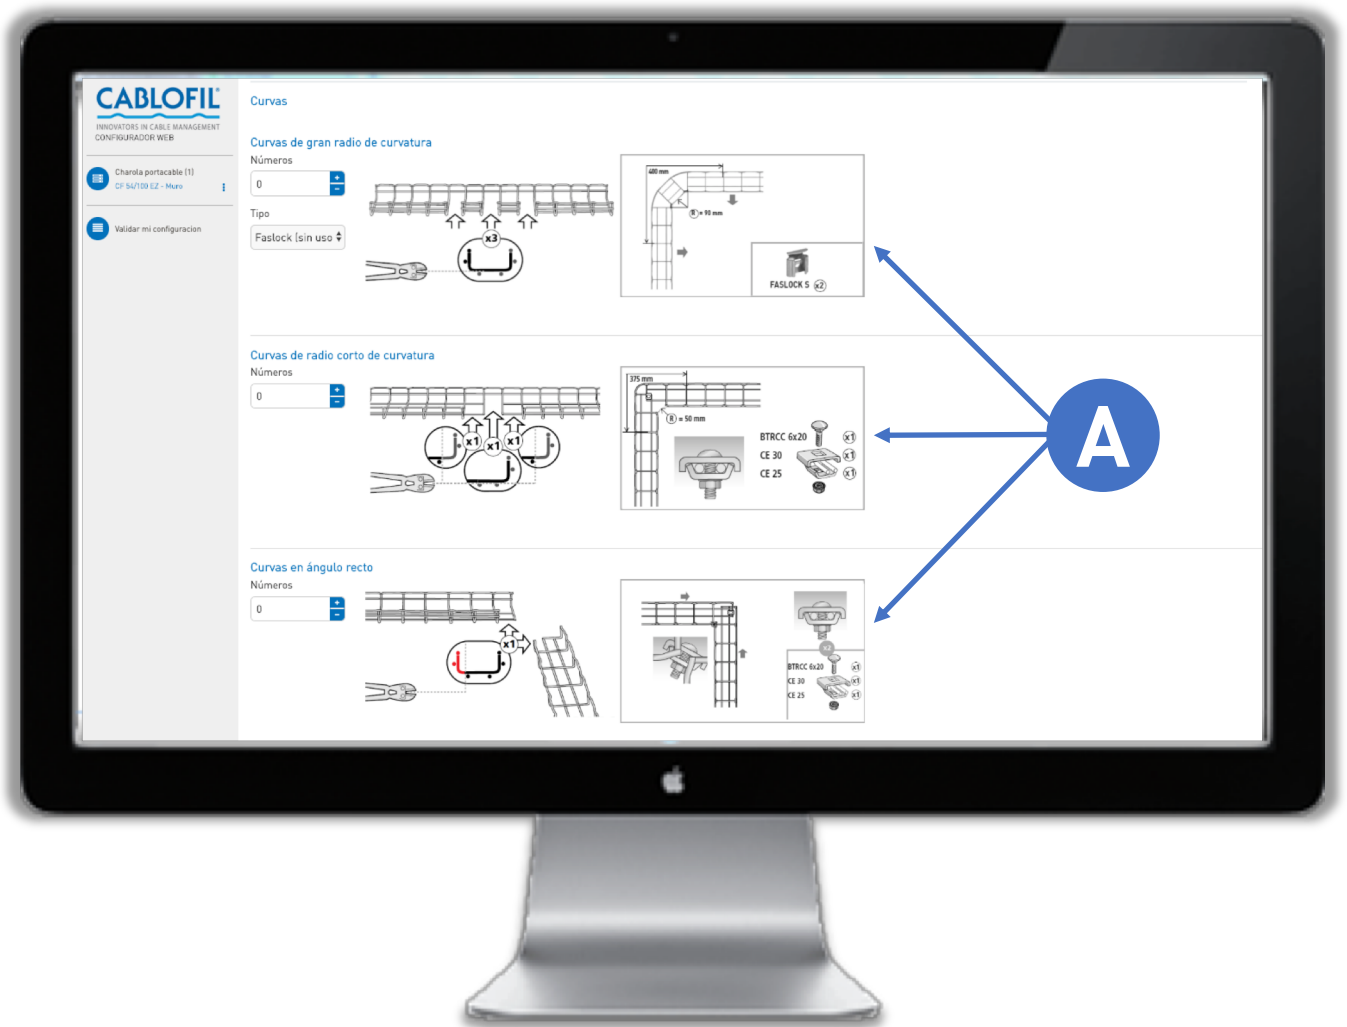 CABLOFIL
INNOVATORS IN CABLE MANAGEMENT
CONFIGURADOR WEB
Charola portacable (1)
CF 54/100 EZ - Muro
Validar mi configuracion
Curvas
Curvas de gran radio de curvatura
Números
0
+
-
Tipo
Faslock (sin uso
x3
480 mm
R = 90 mm
FASLOCK S x2
Curvas de radio corto de curvatura
Números
0
+
-
x1
x1
x1
375 mm
R = 50 mm
BTRCC 6x20 x1
CE 30 x1
CE 25 x1
Curvas en ángulo recto
Números
0
+
-
x1
x2
BTRCC 6x20 x1
CE 30 x1
CE 25 x1
A